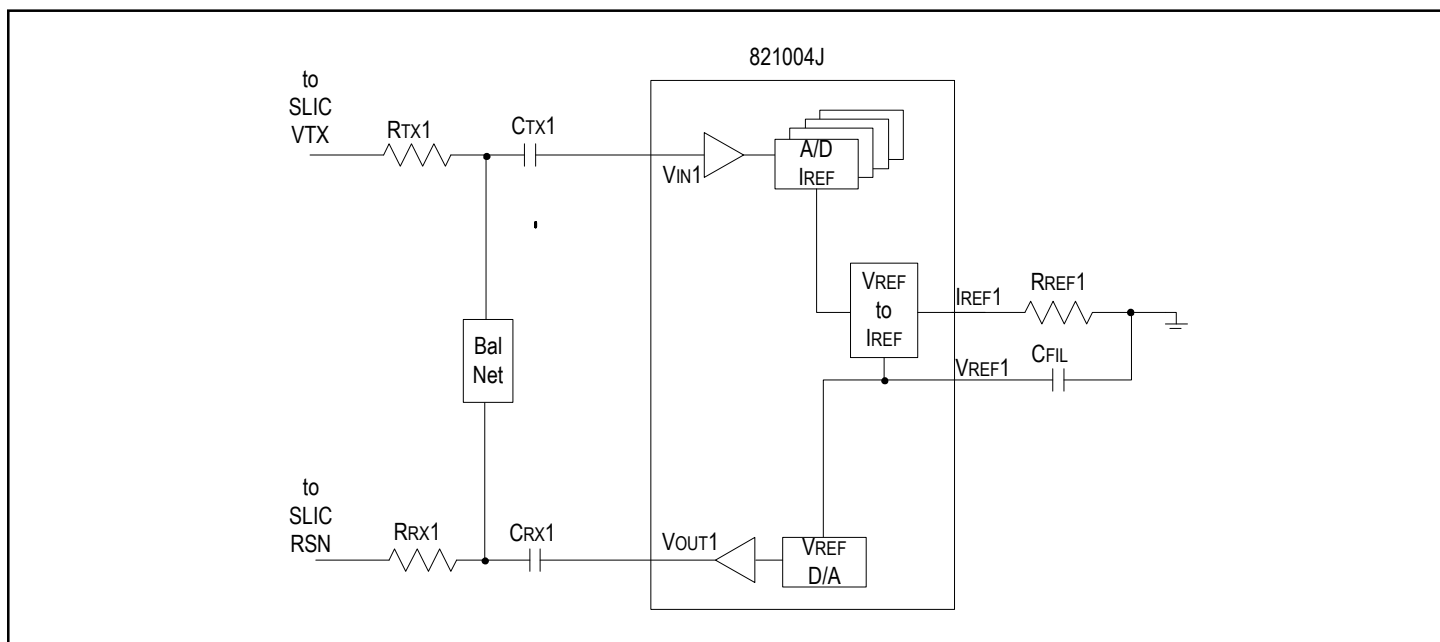 821004J
to
SLIC
VTX
RTX1
CTX1
VIN1
A/D
IREF
VREF
to
IREF
IREF1
RREF1
VREF1
CFIL
Bal
Net
to
SLIC
RSN
RRX1
CRX1
VOUT1
VREF
D/A